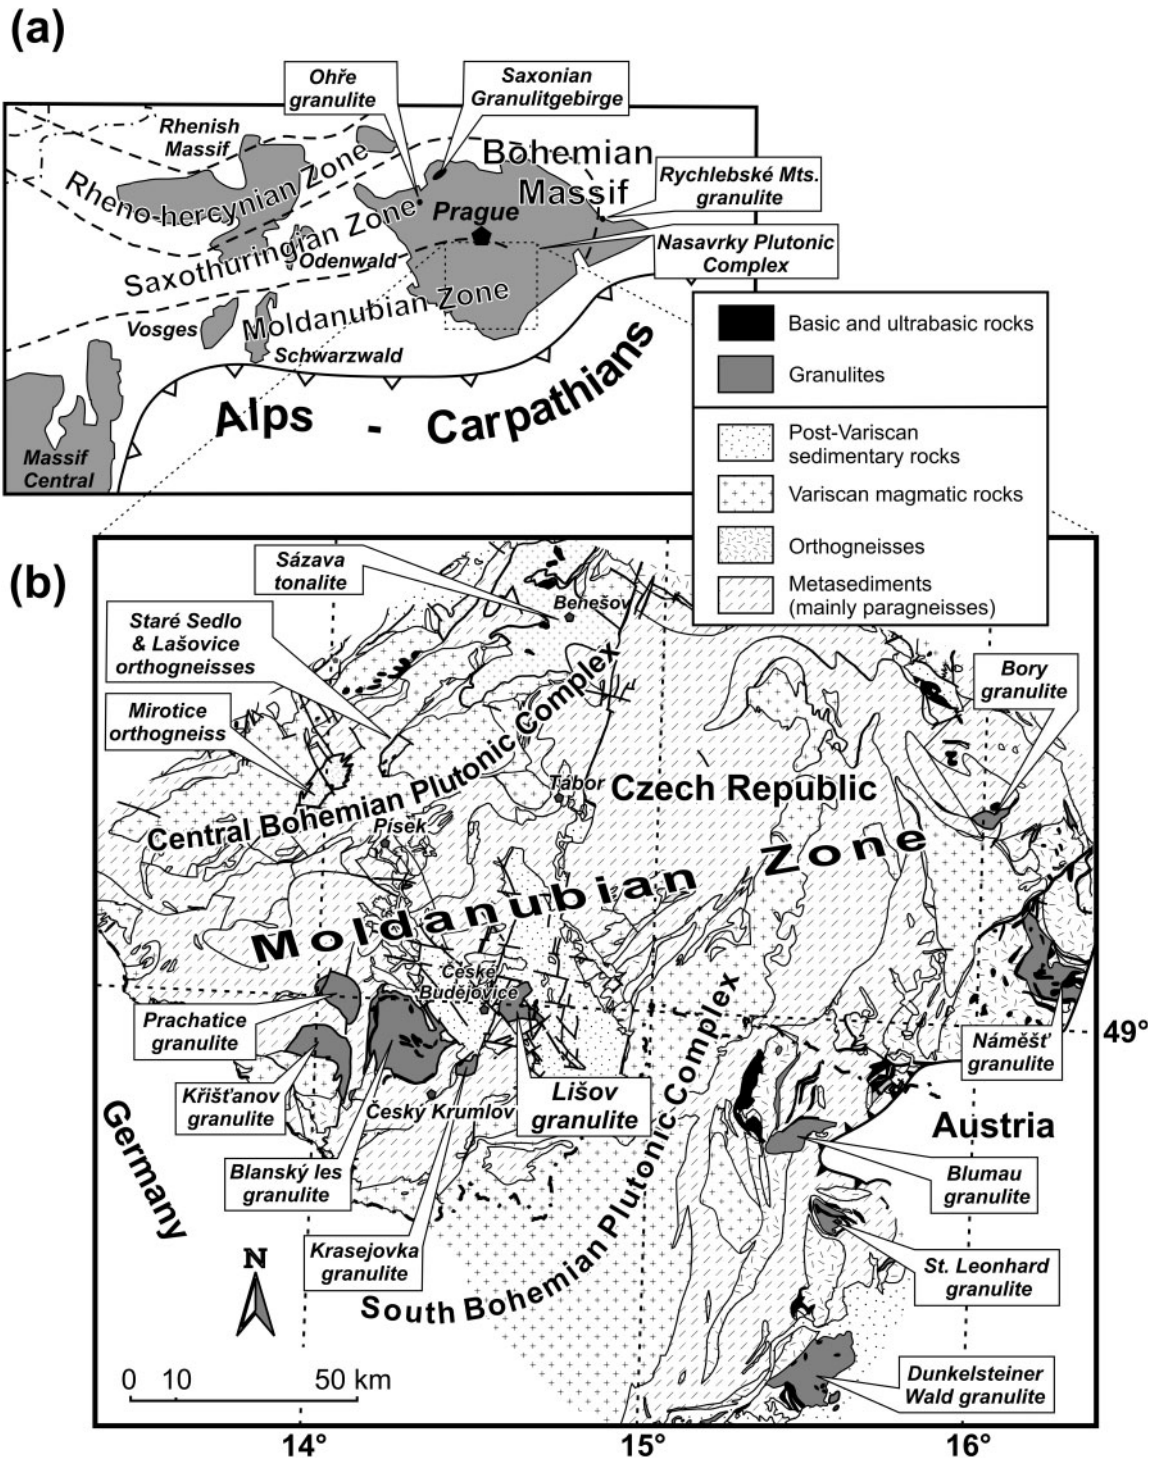 (a)
Ohře
granulite
Saxonian
Granulitgebirge
Rhenish
Massif
Rheno-hercynian Zone
Bohemian
Massif
Rychlebské Mts.
granulite
Prague
Saxothuringian Zone
Odenwald
Nasavrky Plutonic
Complex
Moldanubian Zone
Vosges
Schwarzwald
Alps - Carpathians
Massif
Central
Basic and ultrabasic rocks
Granulites
Post-Variscan
sedimentary rocks
Variscan magmatic rocks
Orthogneisses
Metasediments
(mainly paragneisses)
(b)
Sázava
tonalite
Benešov
Staré Sedlo
& Lašovice
orthogneisses
Mirotice
orthogneiss
Bory
granulite
Central Bohemian Plutonic Complex
Tábor
Czech Republic
Písek
Moldanubian Zone
České
Budějovice
Prachatice
granulite
49°
Náměšť
granulite
Křišťanov
granulite
Český Krumlov
Lišov
granulite
Germany
Austria
Blanský les
granulite
Blumau
granulite
Krasejovka
granulite
St. Leonhard
granulite
South Bohemian Plutonic Complex
N
0 10 50 km
Dunkelsteiner
Wald granulite
14° 15° 16°